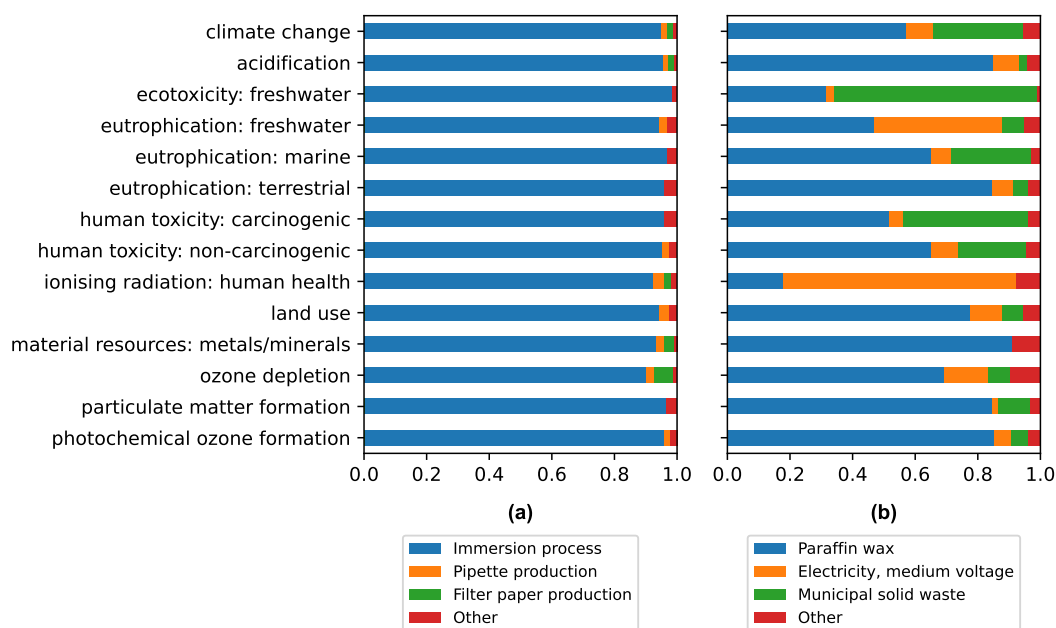 climate change
acidification
ecotoxicity: freshwater
eutrophication: freshwater
eutrophication: marine
eutrophication: terrestrial
human toxicity: carcinogenic
human toxicity: non-carcinogenic
ionising radiation: human health
land use
material resources: metals/minerals
ozone depletion
particulate matter formation
photochemical ozone formation
0.0 0.2 0.4 0.6 0.8 1.0
(a)
Immersion process
Pipette production
Filter paper production
Other
0.0 0.2 0.4 0.6 0.8 1.0
(b)
Paraffin wax
Electricity, medium voltage
Municipal solid waste
Other